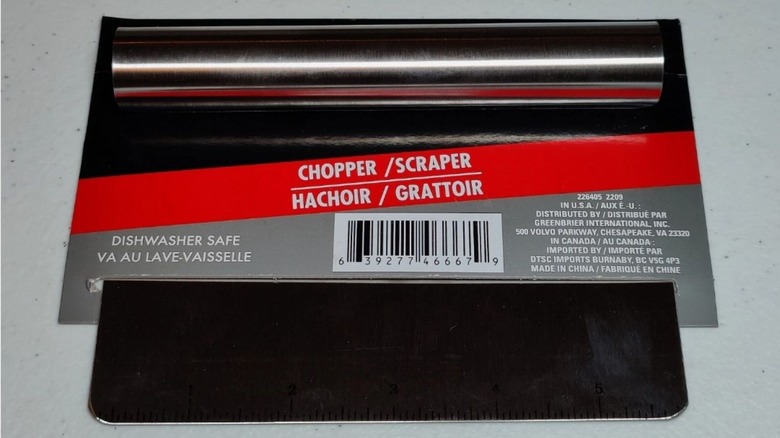 CHOPPER /SCRAPER
HACHOIR / GRATTOIR
DISHWASHER SAFE
VA AU LAVE-VAISSELLE
6 39277 46667 9
226405 2209
IN U.S.A. / AUX É.-U. :
DISTRIBUTED BY / DISTRIBUÉ PAR
GREENBRIER INTERNATIONAL, INC.
500 VOLVO PARKWAY, CHESAPEAKE, VA 23320
IN CANADA / AU CANADA :
IMPORTED BY / IMPORTÉ PAR
DTSC IMPORTS BURNABY, BC V5G 4P3
MADE IN CHINA / FABRIQUÉ EN CHINE
1 2 3 4 5